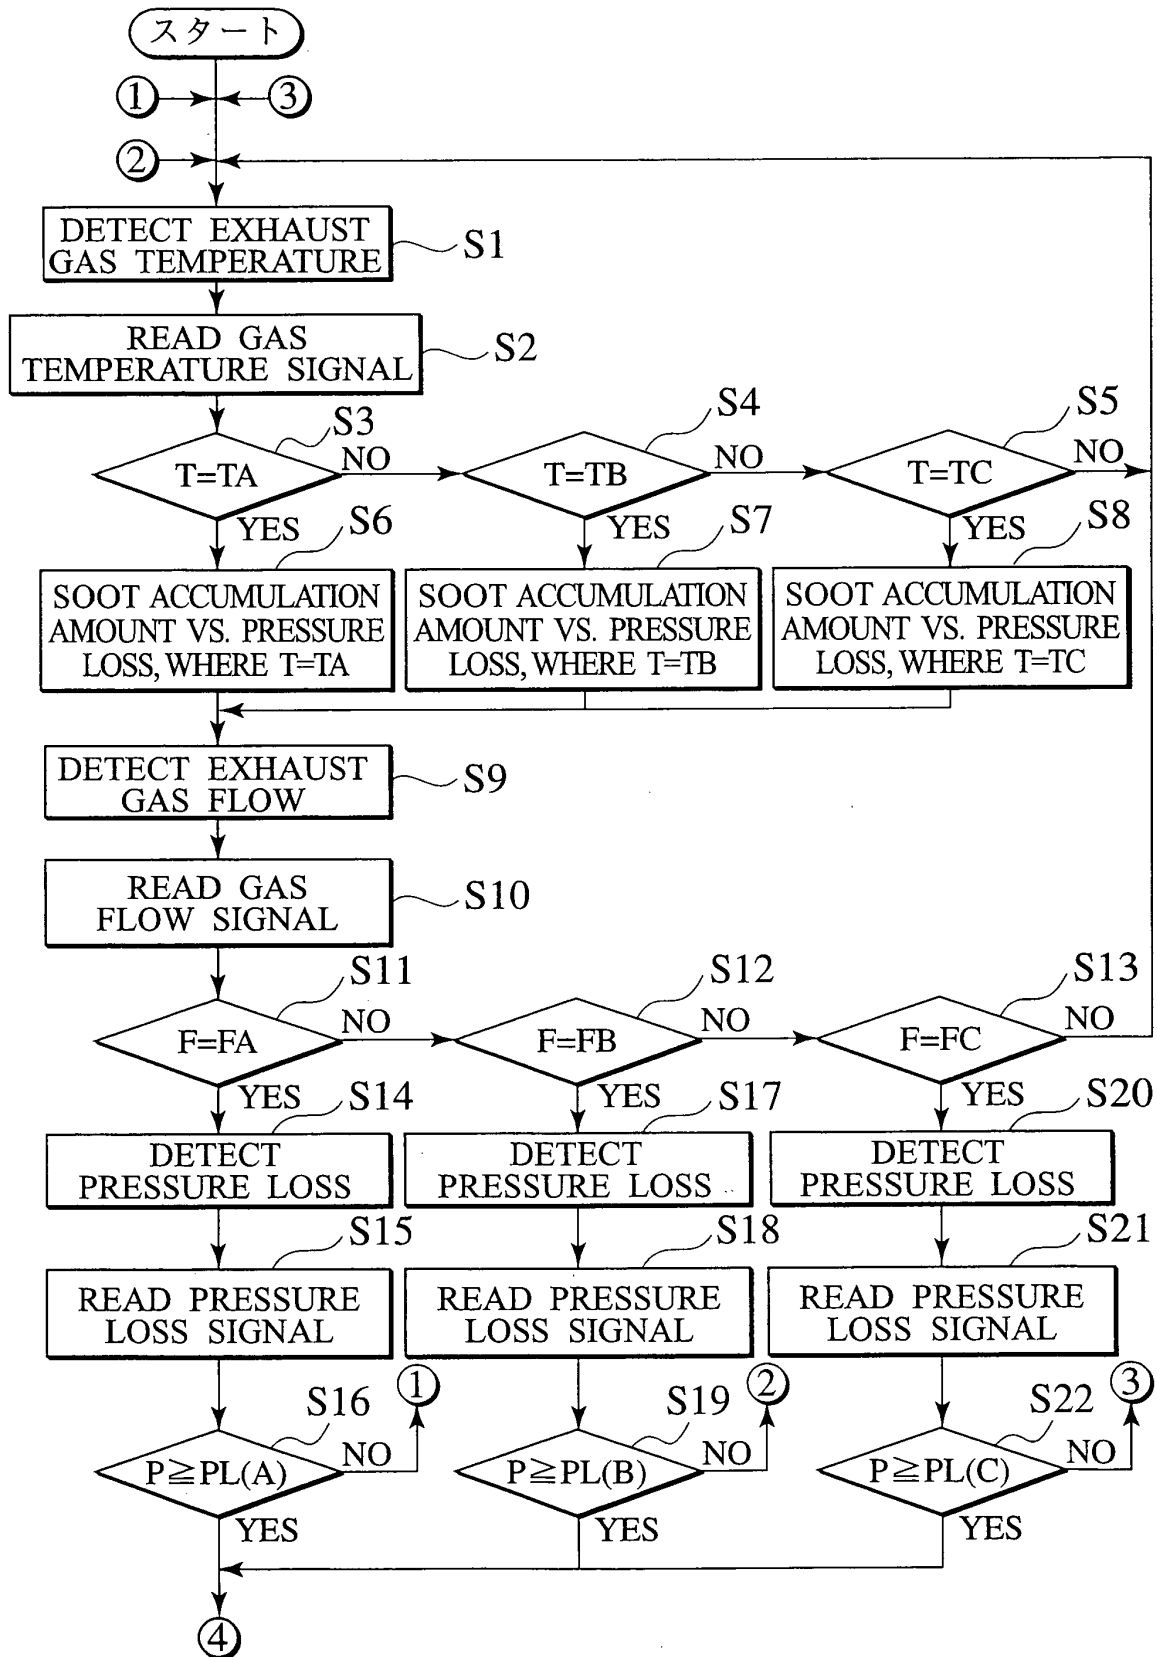 スタート
① ③
②
DETECT EXHAUST
GAS TEMPERATURE
S1
READ GAS
TEMPERATURE SIGNAL
S2
S3 S4 S5
T=TA NO T=TB NO T=TC NO
YES YES YES
S6 S7 S8
SOOT ACCUMULATION
AMOUNT VS. PRESSURE
LOSS, WHERE T=TA
SOOT ACCUMULATION
AMOUNT VS. PRESSURE
LOSS, WHERE T=TB
SOOT ACCUMULATION
AMOUNT VS. PRESSURE
LOSS, WHERE T=TC
DETECT EXHAUST
GAS FLOW
S9
READ GAS
FLOW SIGNAL
S10
S11 S12 S13
F=FA NO F=FB NO F=FC NO
YES YES YES
S14 S17 S20
DETECT
PRESSURE LOSS
DETECT
PRESSURE LOSS
DETECT
PRESSURE LOSS
S15 S18 S21
READ PRESSURE
LOSS SIGNAL
READ PRESSURE
LOSS SIGNAL
READ PRESSURE
LOSS SIGNAL
① ② ③
S16 S19 S22
P≧PL(A) NO P≧PL(B) NO P≧PL(C) NO
YES YES YES
④